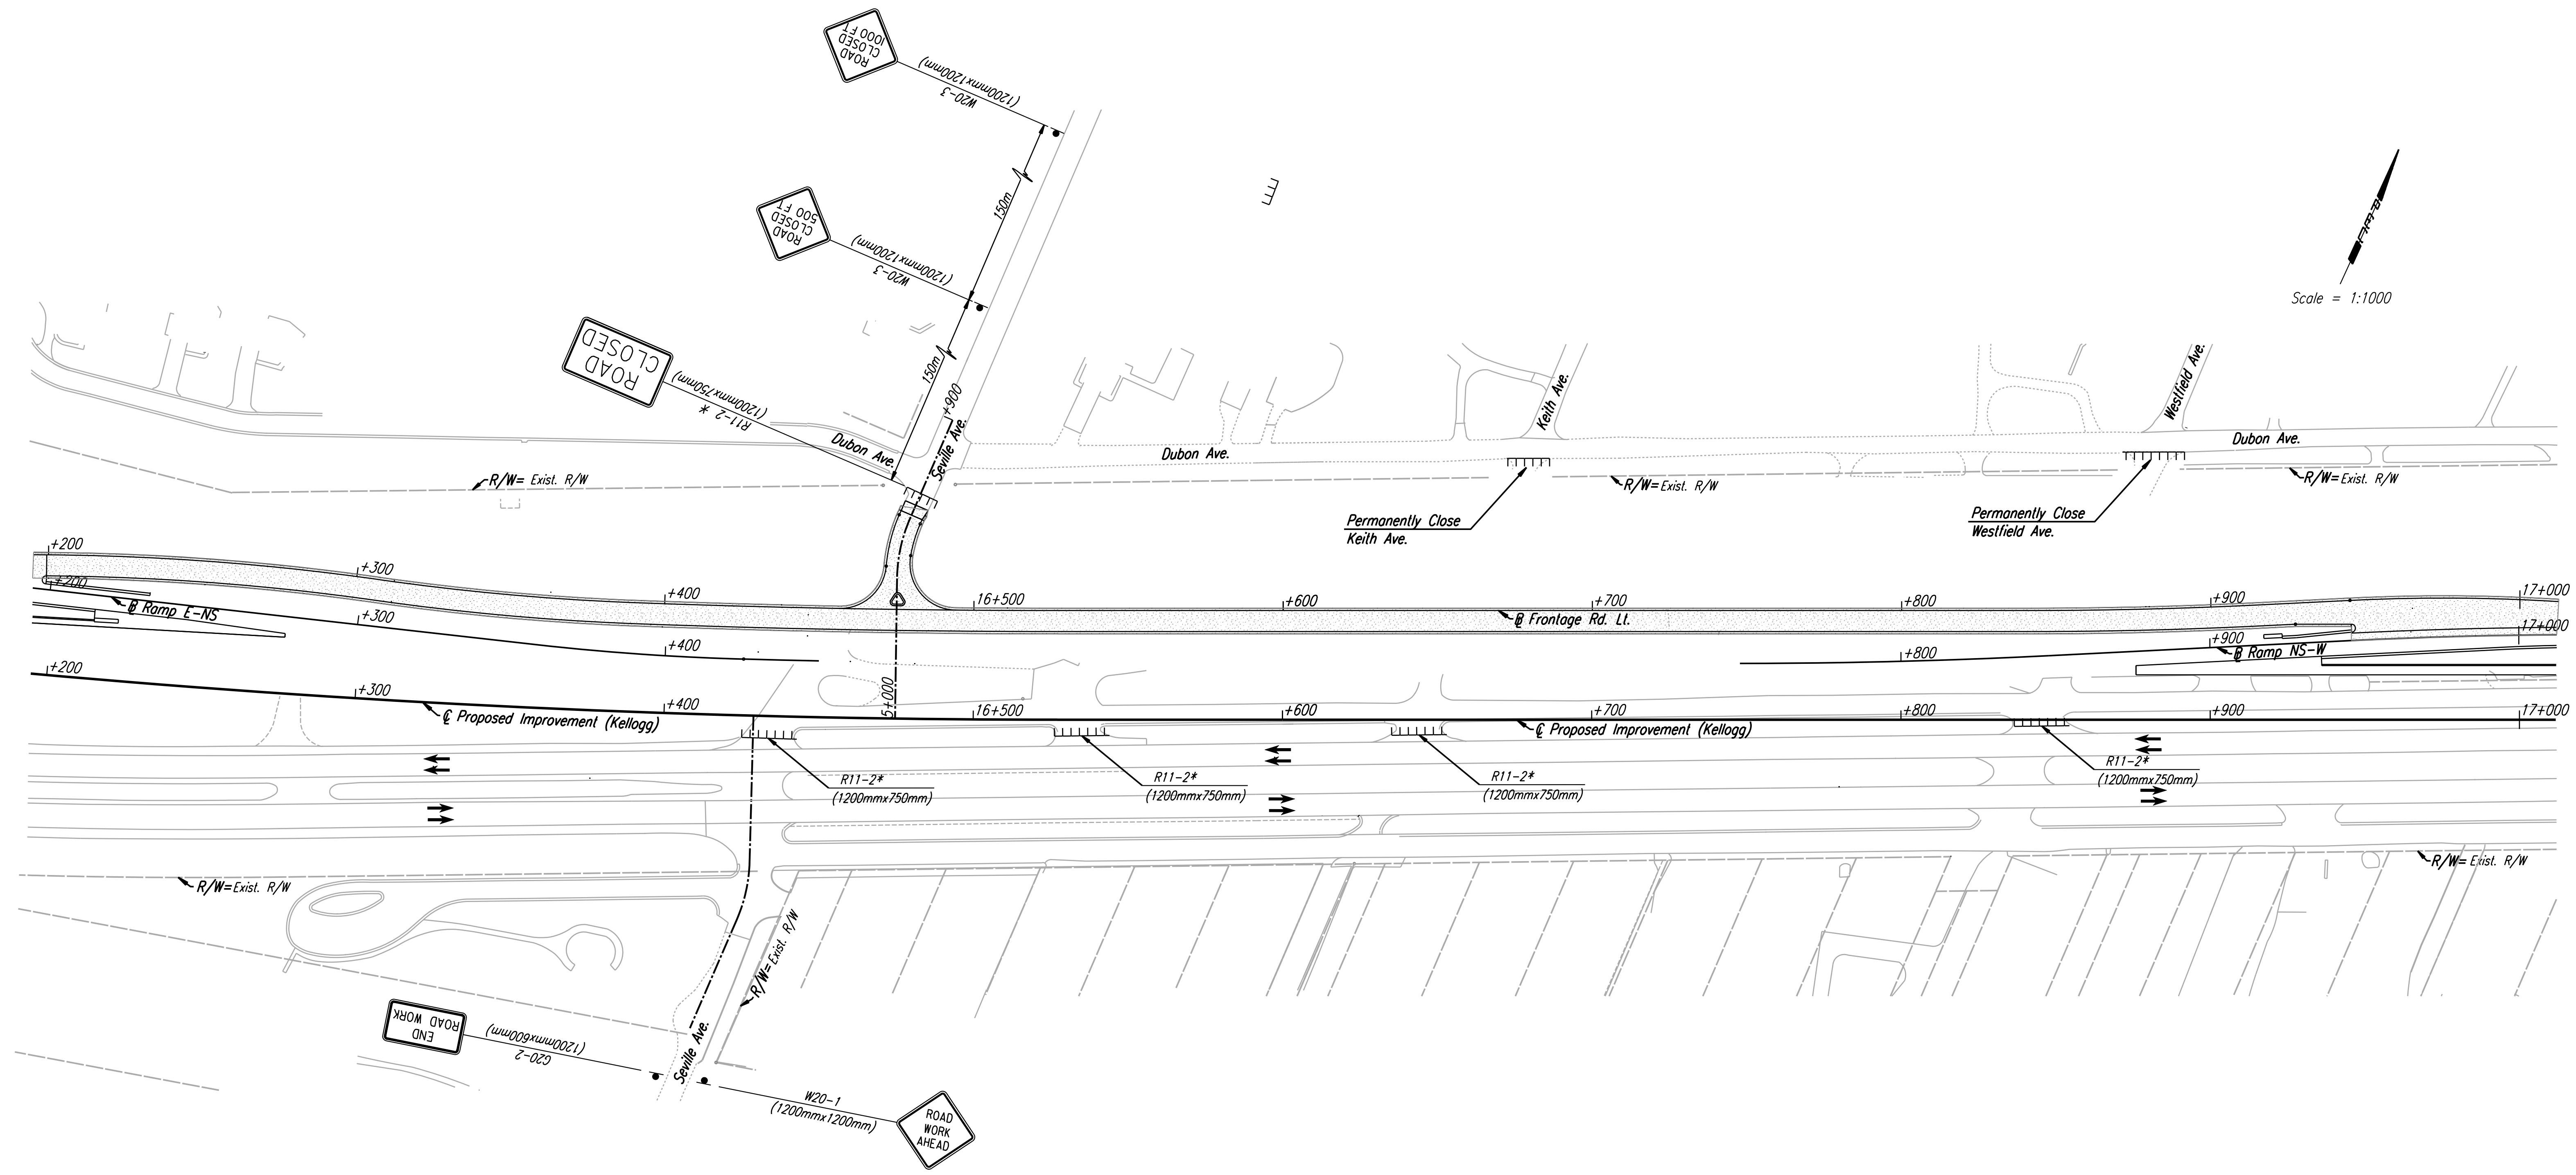 ROAD
CLOSED
1000 FT
W20-3
(1200mmx1200mm)
150m
ROAD
CLOSED
500 FT
W20-3
(1200mmx1200mm)
150m
Scale = 1:1000
ROAD
CLOSED
R11-2 *
(1200mmx750mm)
+900
Seville Ave.
Dubon Ave.
Dubon Ave.
Keith Ave.
Westfield Ave.
Dubon Ave.
R/W= Exist. R/W
R/W= Exist. R/W
R/W= Exist. R/W
Permanently Close
Keith Ave.
Permanently Close
Westfield Ave.
+200
+300
+400
16+500
+600
+700
+800
+900
17+000
℄ Frontage Rd. Lt.
+200
℄ Ramp E-NS
+300
+400
+800
+900
17+000
℄ Ramp NS-W
5+000
+200
+300
+400
16+500
+600
+700
+800
+900
17+000
℄ Proposed Improvement (Kellogg)
℄ Proposed Improvement (Kellogg)
R11-2*
(1200mmx750mm)
R11-2*
(1200mmx750mm)
R11-2*
(1200mmx750mm)
R11-2*
(1200mmx750mm)
R/W= Exist. R/W
R/W= Exist. R/W
R/W= Exist. R/W
Seville Ave.
END
ROAD WORK
G20-2
(1200mmx600mm)
W20-1
(1200mmx1200mm)
ROAD
WORK
AHEAD